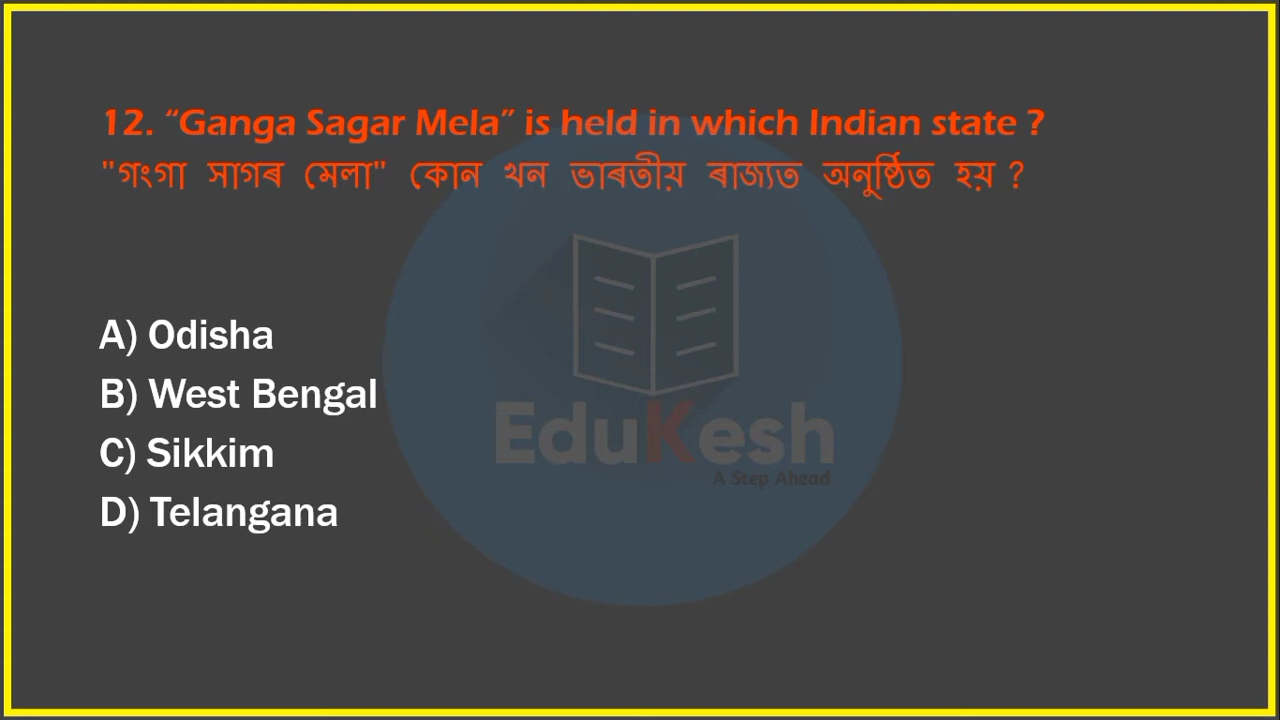 12. “Ganga Sagar Mela” is held in which Indian state ?
"গংগা সাগৰ মেলা" কোন খন ভাৰতীয় ৰাজ্যত অনুষ্ঠিত হয় ?
A) Odisha
B) West Bengal
C) Sikkim
D) Telangana
EduKesh
A Step Ahead